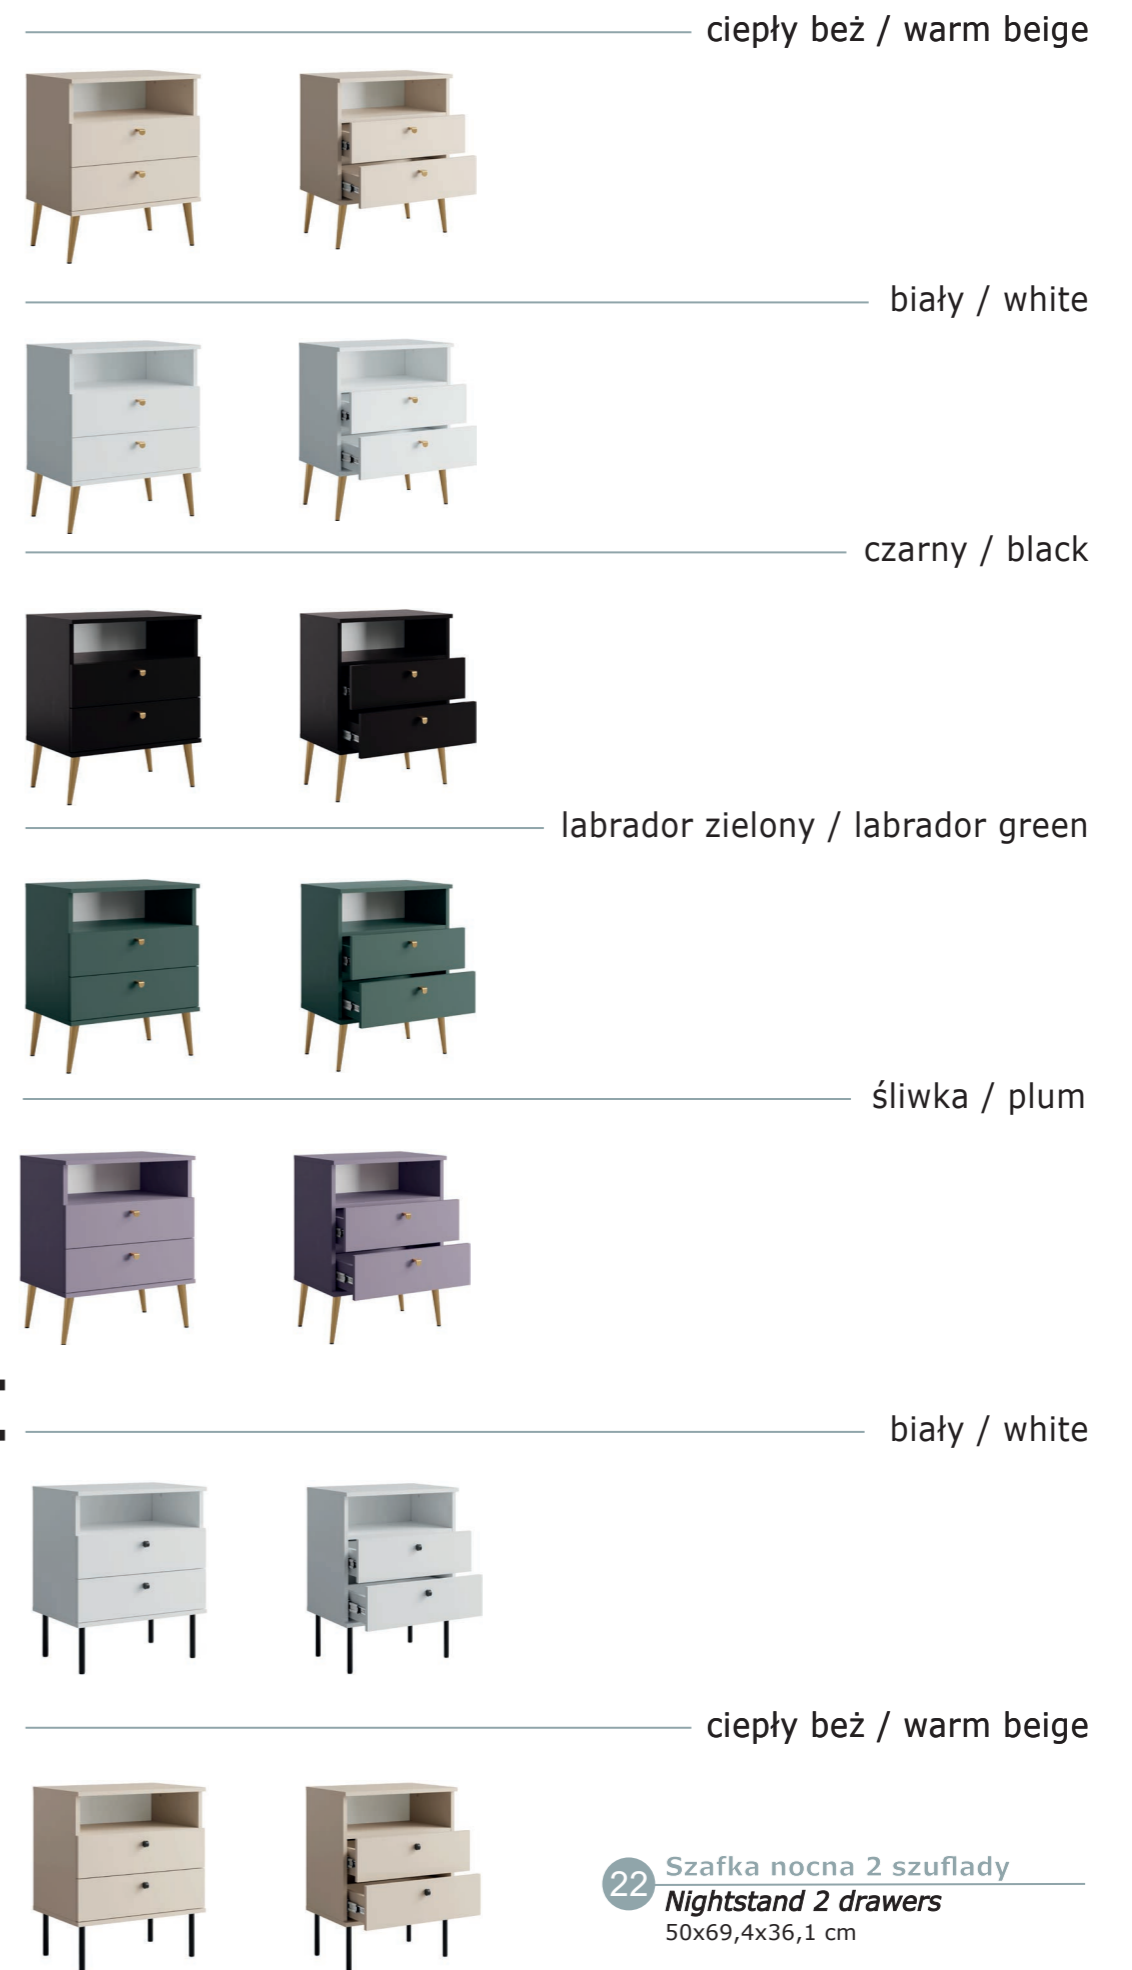 ciepły beż / warm beige
biały / white
czarny / black
labrador zielony / labrador green
śliwka / plum
biały / white
ciepły beż / warm beige
22
Szafka nocna 2 szuflady
Nightstand 2 drawers
50x69,4x36,1 cm